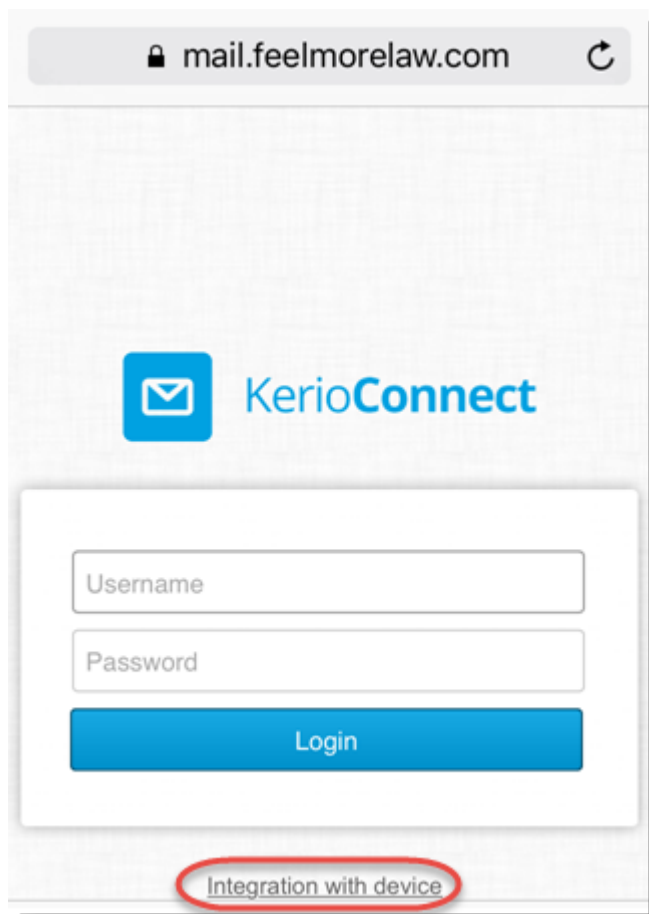 mail.feelmorelaw.com
KerioConnect
Username
Password
Login
Integration with device